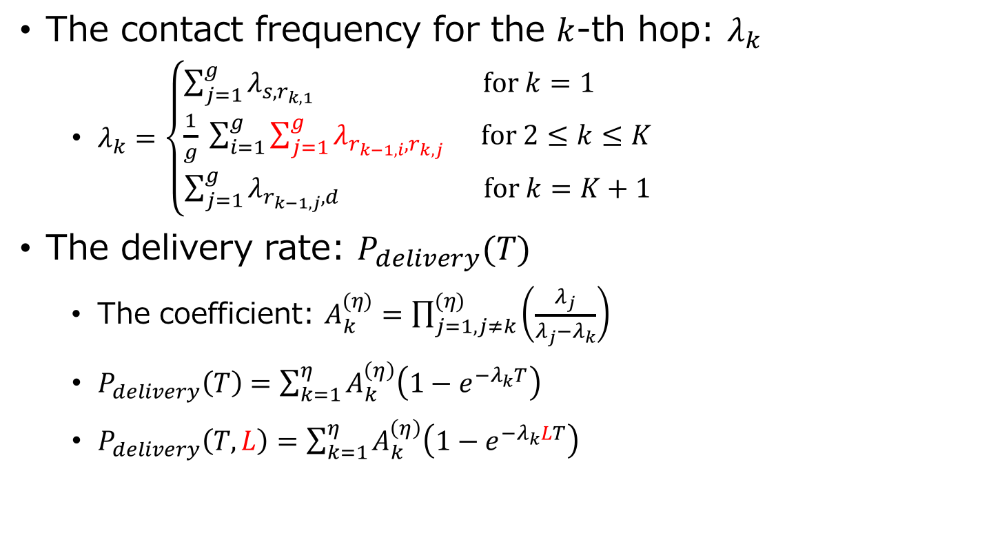 • The contact frequency for the 𝑘-th hop: 𝜆ₖ
• $\lambda_k = \begin{cases} \sum_{j=1}^{g} \lambda_{s,r_{k,1}} & \text{for } k = 1 \\ \frac{1}{g} \sum_{i=1}^{g} \sum_{j=1}^{g} \lambda_{r_{k-1,i},r_{k,j}} & \text{for } 2 \leq k \leq K \\ \sum_{j=1}^{g} \lambda_{r_{k-1,j},d} & \text{for } k = K + 1 \end{cases}$
• The delivery rate: $P_{delivery}(T)$
• The coefficient: $A_k^{(\eta)} = \prod_{j=1,j\neq k}^{(\eta)} \left( \frac{\lambda_j}{\lambda_j - \lambda_k} \right)$
• $P_{delivery}(T) = \sum_{k=1}^{\eta} A_k^{(\eta)} \left( 1 - e^{-\lambda_k T} \right)$
• $P_{delivery}(T, L) = \sum_{k=1}^{\eta} A_k^{(\eta)} \left( 1 - e^{-\lambda_k L T} \right)$